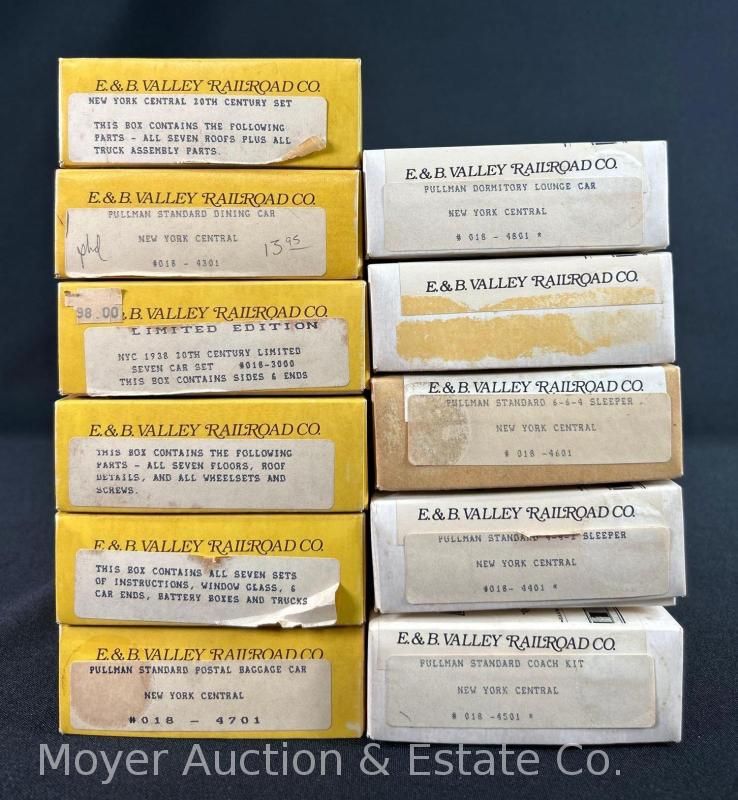 E. & B. VALLEY RAILROAD CO.
NEW YORK CENTRAL 20TH CENTURY SET
THIS BOX CONTAINS THE FOLLOWING
PARTS - ALL SEVEN ROOFS PLUS ALL
TRUCK ASSEMBLY PARTS.
E. & B. VALLEY RAILROAD CO.
PULLMAN STANDARD DINING CAR
NEW YORK CENTRAL
phd
13.95
#018 - 4301
98.00
. B. VALLEY RAILROAD CO.
LIMITED EDITION
NYC 1938 20TH CENTURY LIMITED
SEVEN CAR SET #018-3000
THIS BOX CONTAINS SIDES & ENDS
E. & B. VALLEY RAILROAD CO.
THIS BOX CONTAINS THE FOLLOWING
PARTS - ALL SEVEN FLOORS, ROOF
DETAILS, AND ALL WHEELSETS AND
SCREWS.
E. & B. VALLEY RAILROAD CO.
THIS BOX CONTAINS ALL SEVEN SETS
OF INSTRUCTIONS, WINDOW GLASS, &
CAR ENDS, BATTERY BOXES AND TRUCKS
E. & B. VALLEY RAILROAD CO.
PULLMAN STANDARD POSTAL BAGGAGE CAR
NEW YORK CENTRAL
#018 - 4701
E. & B. VALLEY RAILROAD CO.
PULLMAN DORMITORY LOUNGE CAR
NEW YORK CENTRAL
# 018 - 4801 *
E. & B. VALLEY RAILROAD CO.
E. & B. VALLEY RAILROAD CO.
PULLMAN STANDARD 6-6-4 SLEEPER .
NEW YORK CENTRAL
# 018 -4601
E. & B. VALLEY RAILROAD CO.
PULLMAN STANDARD SLEEPER
NEW YORK CENTRAL
#018- 4401 *
E. & B. VALLEY RAILROAD CO.
PULLMAN STANDARD COACH KIT
NEW YORK CENTRAL
# 018 -4501 *
Moyer Auction & Estate Co.